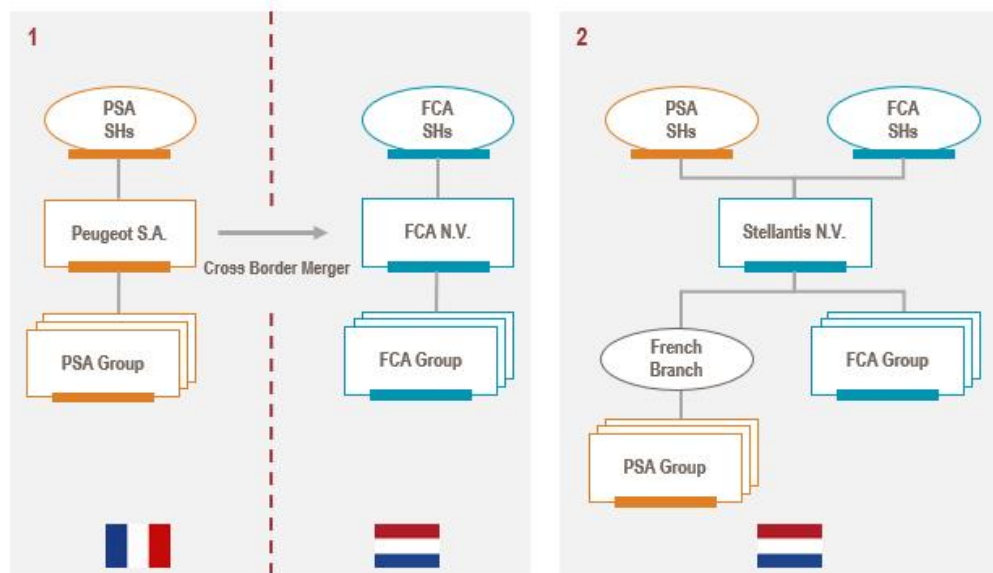 1
PSA
SHs
FCA
SHs
Peugeot S.A.
FCA N.V.
Cross Border Merger
PSA Group
FCA Group
2
PSA
SHs
FCA
SHs
Stellantis N.V.
French
Branch
FCA Group
PSA Group